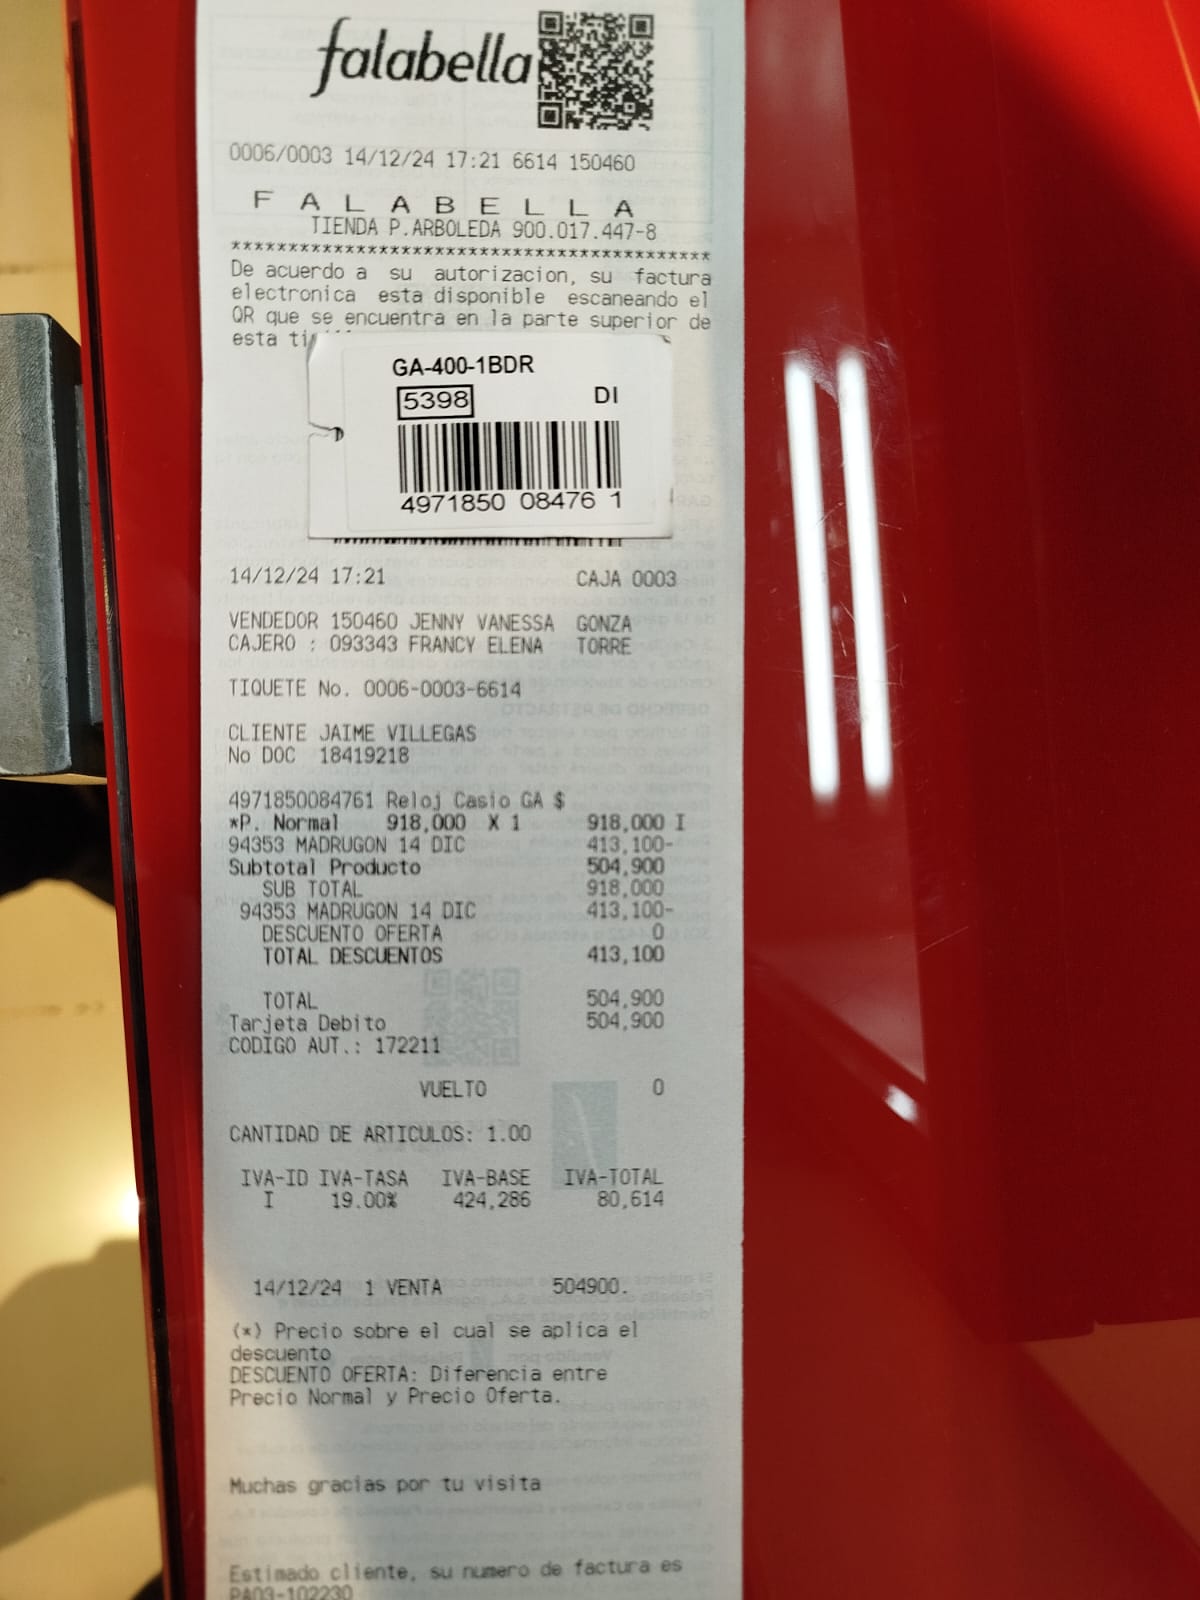 falabella
0006/0003 14/12/24 17:21 6614 150460
F A L A B E L L A
TIENDA P.ARBOLEDA 900.017.447-8
******************************************
De acuerdo a su autorizacion, su factura
electronica esta disponible escaneando el
QR que se encuentra en la parte superior de
esta
GA-400-1BDR
5398 DI
4971850 08476 1
14/12/24 17:21 CAJA 0003
VENDEDOR 150460 JENNY VANESSA GONZA
CAJERO : 093343 FRANCY ELENA TORRE
TIQUETE No. 0006-0003-6614
CLIENTE JAIME VILLEGAS
No DOC 18419218
4971850084761 Reloj Casio GA $
*P. Normal 918,000 X 1 918,000 I
94353 MADRUGON 14 DIC 413,100-
Subtotal Producto 504,900
SUB TOTAL 918,000
94353 MADRUGON 14 DIC 413,100-
DESCUENTO OFERTA 0
TOTAL DESCUENTOS 413,100
TOTAL 504,900
Tarjeta Debito 504,900
CODIGO AUT.: 172211
VUELTO 0
CANTIDAD DE ARTICULOS: 1.00
IVA-ID IVA-TASA IVA-BASE IVA-TOTAL
I 19.00% 424,286 80,614
14/12/24 1 VENTA 504900.
(*) Precio sobre el cual se aplica el
descuento
DESCUENTO OFERTA: Diferencia entre
Precio Normal y Precio Oferta.
Muchas gracias por tu visita
Estimado cliente, su numero de factura es
PA03-102230